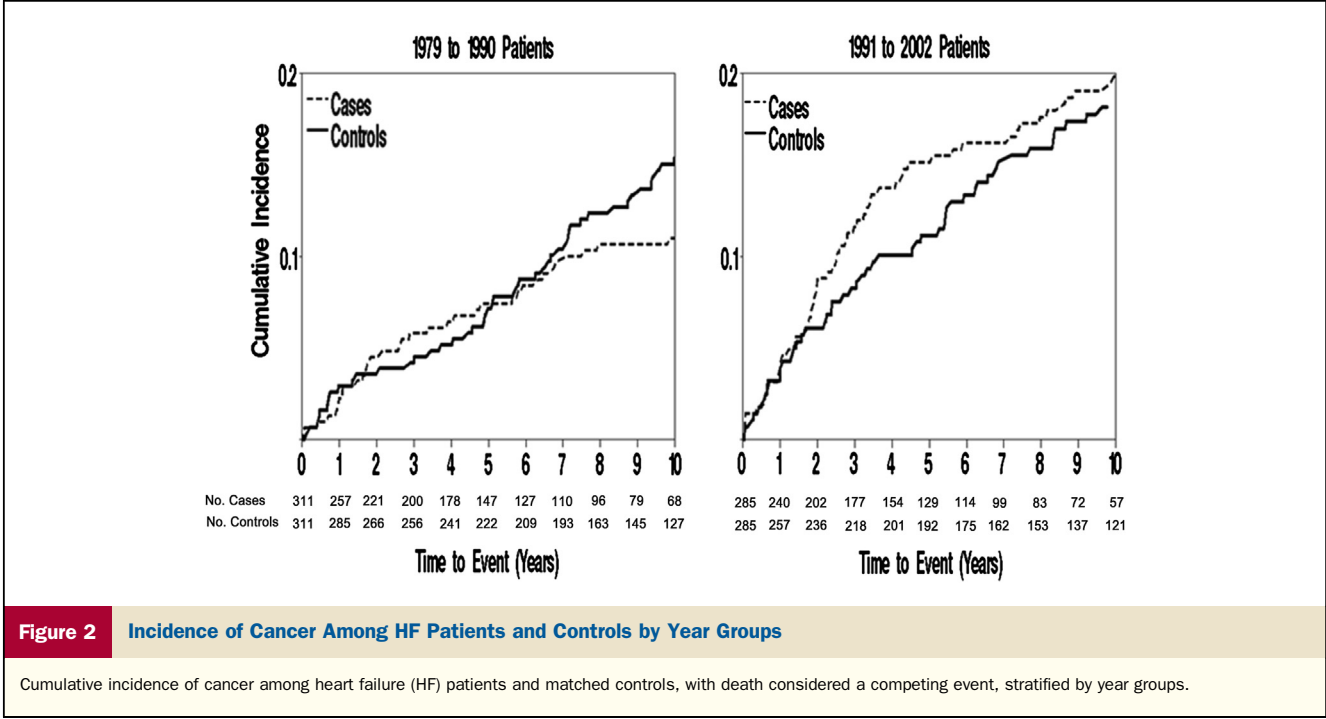 1979 to 1990 Patients
0.2
Cases
Controls
0.1
Cumulative Incidence
0 1 2 3 4 5 6 7 8 9 10
No. Cases 311 257 221 200 178 147 127 110 96 79 68
No. Controls 311 285 266 256 241 222 209 193 163 145 127
Time to Event (Years)
1991 to 2002 Patients
0.2
Cases
Controls
0.1
0 1 2 3 4 5 6 7 8 9 10
285 240 202 177 154 129 114 99 83 72 57
285 257 236 218 201 192 175 162 153 137 121
Time to Event (Years)
Figure 2 Incidence of Cancer Among HF Patients and Controls by Year Groups
Cumulative incidence of cancer among heart failure (HF) patients and matched controls, with death considered a competing event, stratified by year groups.